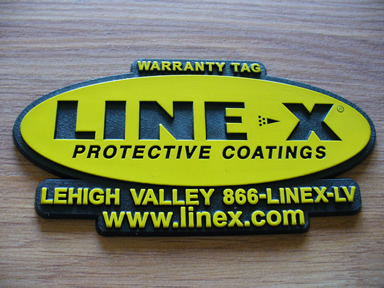 WARRANTY TAG
LINE-X®
PROTECTIVE COATINGS
LEHIGH VALLEY 866-LINEX-LV
www.linex.com